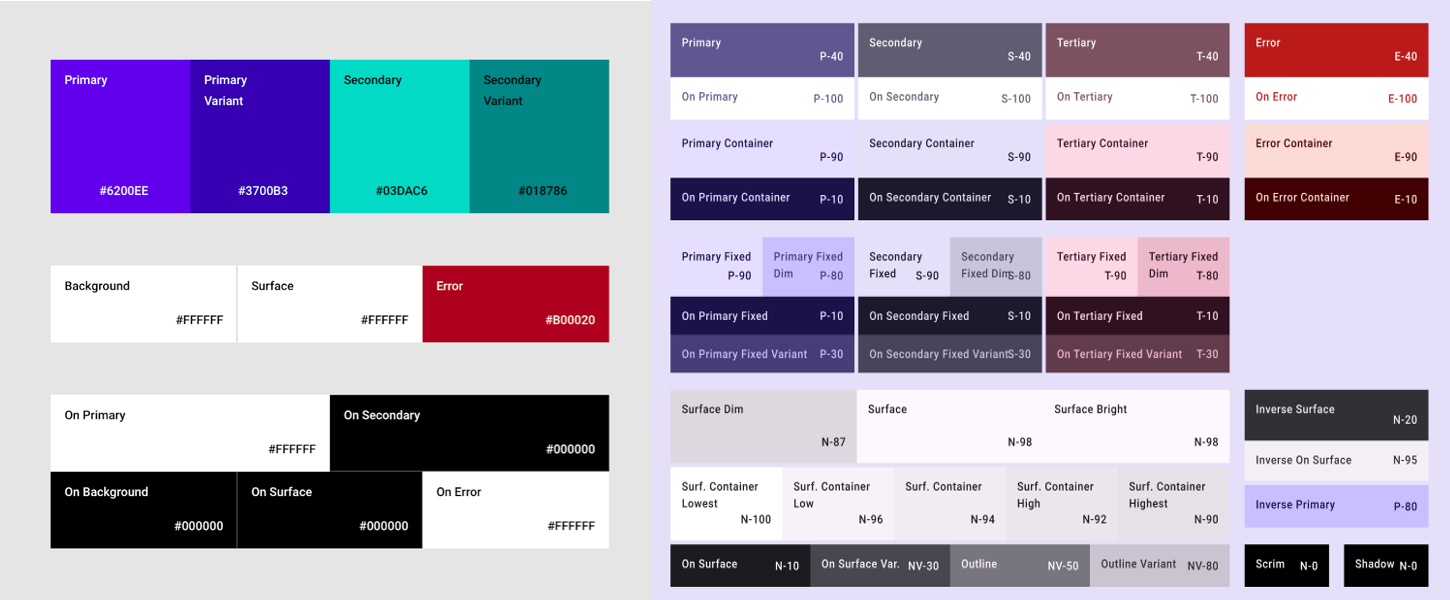 Primary
#6200EE
Primary
Variant
#3700B3
Secondary
#03DAC6
Secondary
Variant
#018786
Background
#FFFFFF
Surface
#FFFFFF
Error
#B00020
On Primary
#FFFFFF
On Secondary
#000000
On Background
#000000
On Surface
#000000
On Error
#FFFFFF
Primary
P-40
Secondary
S-40
Tertiary
T-40
Error
E-40
On Primary P-100
On Secondary S-100
On Tertiary T-100
On Error E-100
Primary Container
P-90
Secondary Container
S-90
Tertiary Container
T-90
Error Container
E-90
On Primary Container P-10
On Secondary Container S-10
On Tertiary Container T-10
On Error Container E-10
Primary Fixed
P-90
Primary Fixed
Dim P-80
Secondary
Fixed S-90
Secondary
Fixed Dim S-80
Tertiary Fixed
T-90
Tertiary Fixed
Dim T-80
On Primary Fixed P-10
On Secondary Fixed S-10
On Tertiary Fixed T-10
On Primary Fixed Variant P-30
On Secondary Fixed Variant S-30
On Tertiary Fixed Variant T-30
Surface Dim
N-87
Surface
N-98
Surface Bright
N-98
Inverse Surface
N-20
Inverse On Surface N-95
Inverse Primary P-80
Surf. Container
Lowest
N-100
Surf. Container
Low
N-96
Surf. Container
N-94
Surf. Container
High
N-92
Surf. Container
Highest
N-90
On Surface N-10
On Surface Var. NV-30
Outline NV-50
Outline Variant NV-80
Scrim N-0
Shadow N-0